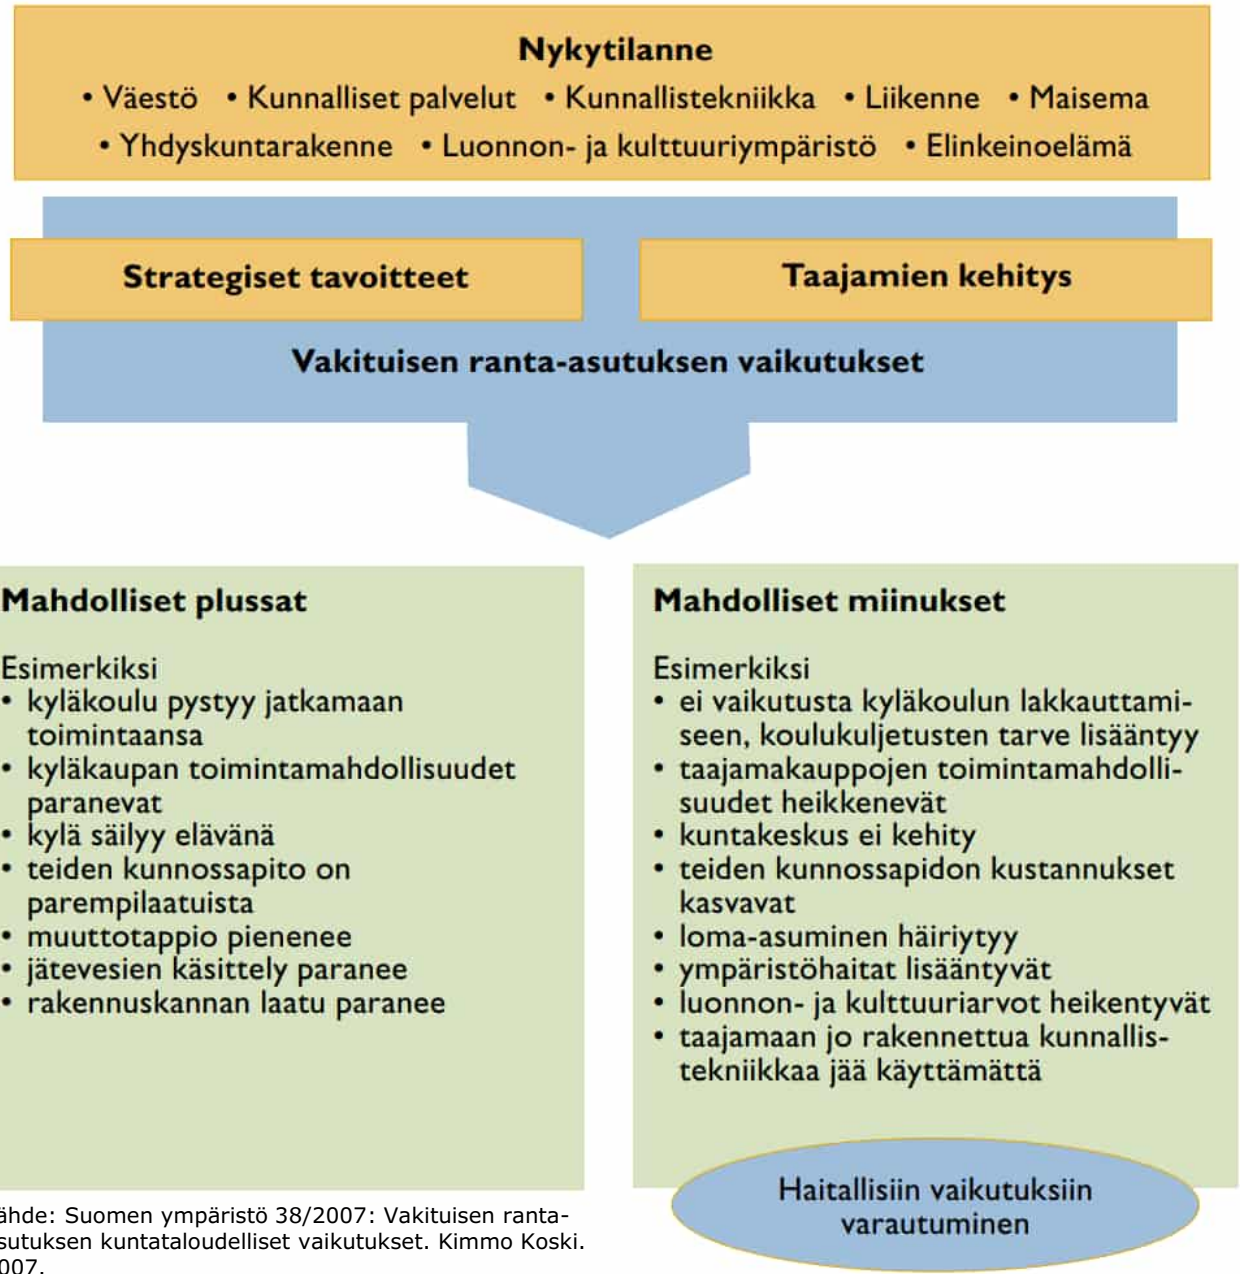 Nykytilanne
• Väestö • Kunnalliset palvelut • Kunnallistekniikka • Liikenne • Maisema
• Yhdyskuntarakenne • Luonnon- ja kulttuuriympäristö • Elinkeinoelämä
Strategiset tavoitteet
Taajamien kehitys
Vakituisen ranta-asutuksen vaikutukset
Mahdolliset plussat
Esimerkiksi
• kyläkoulu pystyy jatkamaan
toimintaansa
• kyläkaupan toimintamahdollisuudet
paranevat
• kylä säilyy elävänä
• teiden kunnossapito on
parempilaatuista
• muuttotappio pienenee
• jätevesien käsittely paranee
• rakennuskannan laatu paranee
Mahdolliset miinukset
Esimerkiksi
• ei vaikutusta kyläkoulun lakkauttami-
seen, koulukuljetusten tarve lisääntyy
• taajamakauppojen toimintamahdolli-
suudet heikkenevät
• kuntakeskus ei kehity
• teiden kunnossapidon kustannukset
kasvavat
• loma-asuminen häiriytyy
• ympäristöhaitat lisääntyvät
• luonnon- ja kulttuuriarvot heikentyvät
• taajamaan jo rakennettua kunnallis-
tekniikkaa jää käyttämättä
Haitallisiin vaikutuksiin
varautuminen
ähde: Suomen ympäristö 38/2007: Vakituisen ranta-
sutuksen kuntataloudelliset vaikutukset. Kimmo Koski.
007.